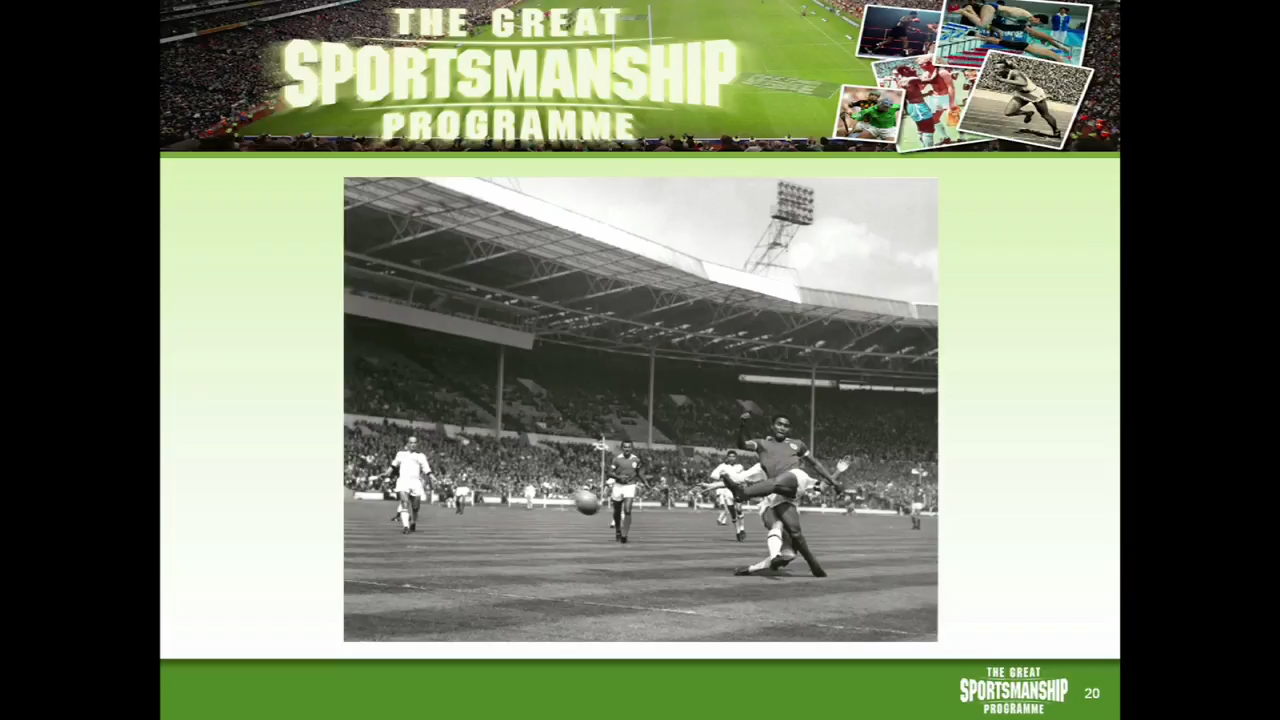 THE GREAT
SPORTSMANSHIP
PROGRAMME
THE GREAT
SPORTSMANSHIP
PROGRAMME
20